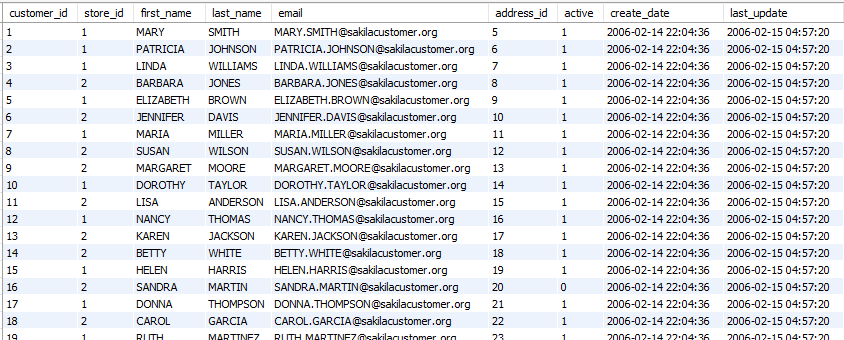 customer_id store_id first_name last_name email address_id active create_date last_update
1 1 MARY SMITH MARY.SMITH@sakilacustomer.org 5 1 2006-02-14 22:04:36 2006-02-15 04:57:20
2 1 PATRICIA JOHNSON PATRICIA.JOHNSON@sakilacustomer.org 6 1 2006-02-14 22:04:36 2006-02-15 04:57:20
3 1 LINDA WILLIAMS LINDA.WILLIAMS@sakilacustomer.org 7 1 2006-02-14 22:04:36 2006-02-15 04:57:20
4 2 BARBARA JONES BARBARA.JONES@sakilacustomer.org 8 1 2006-02-14 22:04:36 2006-02-15 04:57:20
5 1 ELIZABETH BROWN ELIZABETH.BROWN@sakilacustomer.org 9 1 2006-02-14 22:04:36 2006-02-15 04:57:20
6 2 JENNIFER DAVIS JENNIFER.DAVIS@sakilacustomer.org 10 1 2006-02-14 22:04:36 2006-02-15 04:57:20
7 1 MARIA MILLER MARIA.MILLER@sakilacustomer.org 11 1 2006-02-14 22:04:36 2006-02-15 04:57:20
8 2 SUSAN WILSON SUSAN.WILSON@sakilacustomer.org 12 1 2006-02-14 22:04:36 2006-02-15 04:57:20
9 2 MARGARET MOORE MARGARET.MOORE@sakilacustomer.org 13 1 2006-02-14 22:04:36 2006-02-15 04:57:20
10 1 DOROTHY TAYLOR DOROTHY.TAYLOR@sakilacustomer.org 14 1 2006-02-14 22:04:36 2006-02-15 04:57:20
11 2 LISA ANDERSON LISA.ANDERSON@sakilacustomer.org 15 1 2006-02-14 22:04:36 2006-02-15 04:57:20
12 1 NANCY THOMAS NANCY.THOMAS@sakilacustomer.org 16 1 2006-02-14 22:04:36 2006-02-15 04:57:20
13 2 KAREN JACKSON KAREN.JACKSON@sakilacustomer.org 17 1 2006-02-14 22:04:36 2006-02-15 04:57:20
14 2 BETTY WHITE BETTY.WHITE@sakilacustomer.org 18 1 2006-02-14 22:04:36 2006-02-15 04:57:20
15 1 HELEN HARRIS HELEN.HARRIS@sakilacustomer.org 19 1 2006-02-14 22:04:36 2006-02-15 04:57:20
16 2 SANDRA MARTIN SANDRA.MARTIN@sakilacustomer.org 20 0 2006-02-14 22:04:36 2006-02-15 04:57:20
17 1 DONNA THOMPSON DONNA.THOMPSON@sakilacustomer.org 21 1 2006-02-14 22:04:36 2006-02-15 04:57:20
18 2 CAROL GARCIA CAROL.GARCIA@sakilacustomer.org 22 1 2006-02-14 22:04:36 2006-02-15 04:57:20
19 1 RUTH MARTINEZ RUTH.MARTINEZ@sakilacustomer.org 23 1 2006-02-14 22:04:36 2006-02-15 04:57:20